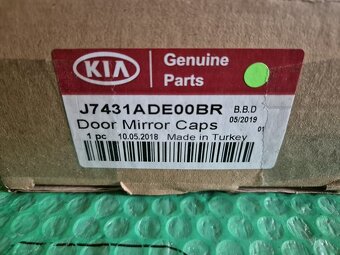 KIA
Genuine
Parts
J7431ADE00BR
B.B.D
05/2019
Door Mirror Caps
01
1 pc 10.05.2018 Made in Turkey